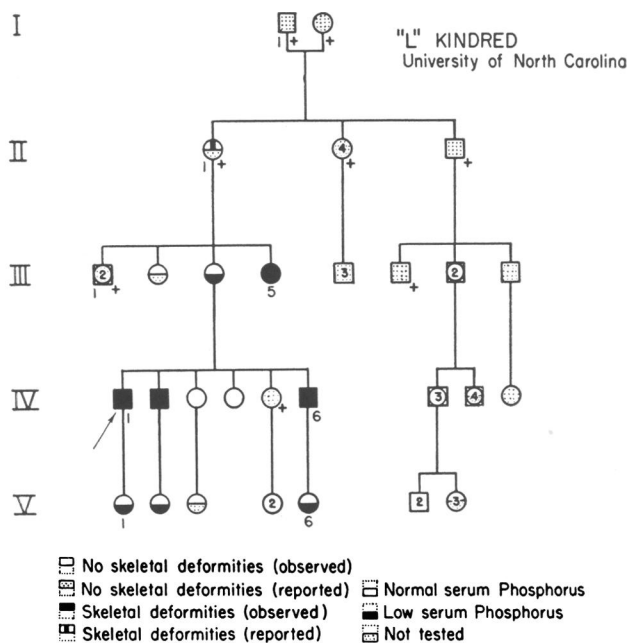 I
1 + +
"L" KINDRED
University of North Carolina
II
1 + 4 + +
III
2 1 + 5 3 + 2
IV
1 + 6 3 4
V
1 2 6 2 3
No skeletal deformities (observed)
No skeletal deformities (reported) Normal serum Phosphorus
Skeletal deformities (observed) Low serum Phosphorus
Skeletal deformities (reported) Not tested